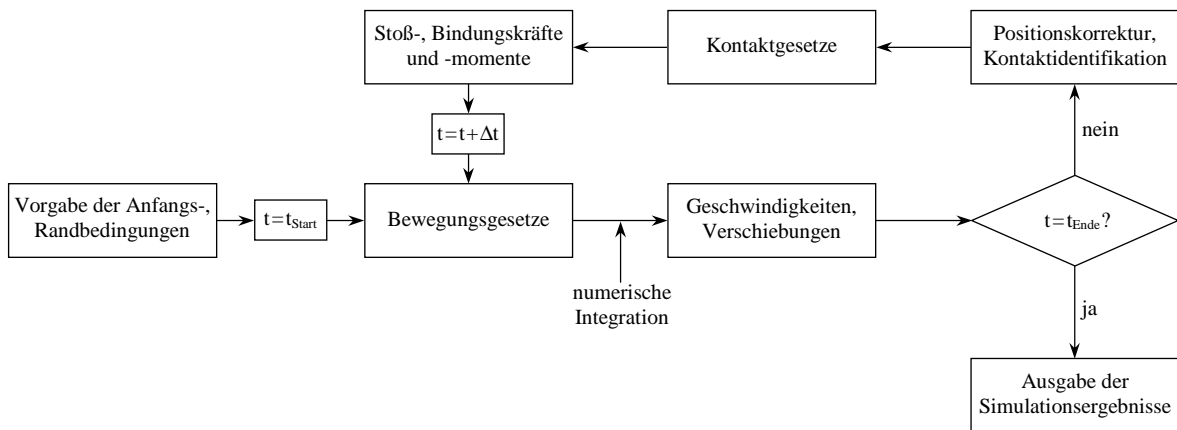 Stoß-, Bindungskräfte
und -momente
Kontaktgesetze
Positionskorrektur,
Kontaktidentifikation
t=t+Δt
nein
Vorgabe der Anfangs-,
Randbedingungen
t=tStart
Bewegungsgesetze
Geschwindigkeiten,
Verschiebungen
t=tEnde?
numerische
Integration
ja
Ausgabe der
Simulationsergebnisse